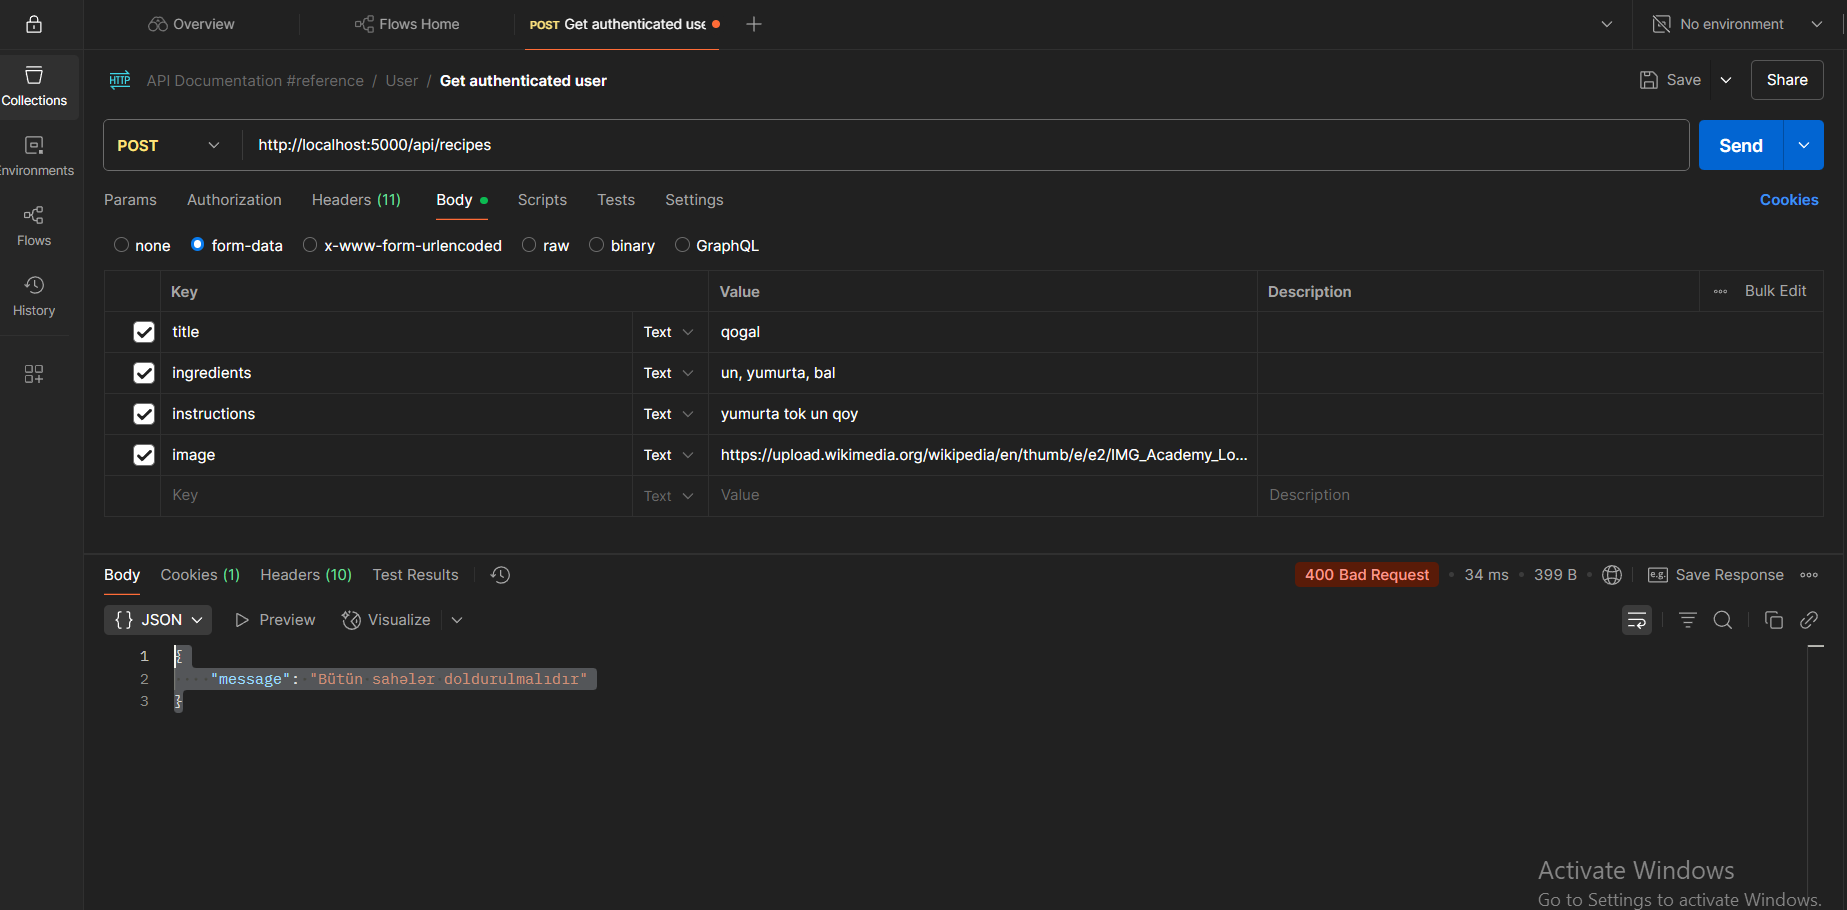 Overview
Flows Home
POST Get authenticated use
No environment
Collections
Environments
Flows
History
HTTP
API Documentation #reference / User / Get authenticated user
Save
Share
POST
http://localhost:5000/api/recipes
Send
Params
Authorization
Headers (11)
Body
Scripts
Tests
Settings
Cookies
none
form-data
x-www-form-urlencoded
raw
binary
GraphQL
Key
Value
Description
Bulk Edit
title
Text
qogal
ingredients
Text
un, yumurta, bal
instructions
Text
yumurta tok un qoy
image
Text
https://upload.wikimedia.org/wikipedia/en/thumb/e/e2/IMG_Academy_Lo...
Key
Text
Value
Description
Body
Cookies (1)
Headers (10)
Test Results
400 Bad Request
34 ms
399 B
e.g.
Save Response
{} JSON
Preview
Visualize
1 {
2 "message": "Bütün sahələr doldurulmalıdır"
3 }
Activate Windows
Go to Settings to activate Windows.